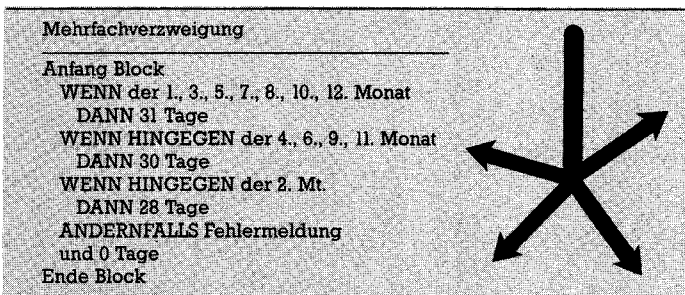 Mehrfachverzweigung
Anfang Block
WENN der 1., 3., 5., 7., 8., 10., 12. Monat
DANN 31 Tage
WENN HINGEGEN der 4., 6., 9., 11. Monat
DANN 30 Tage
WENN HINGEGEN der 2. Mt.
DANN 28 Tage
ANDERNFALLS Fehlermeldung
und 0 Tage
Ende Block